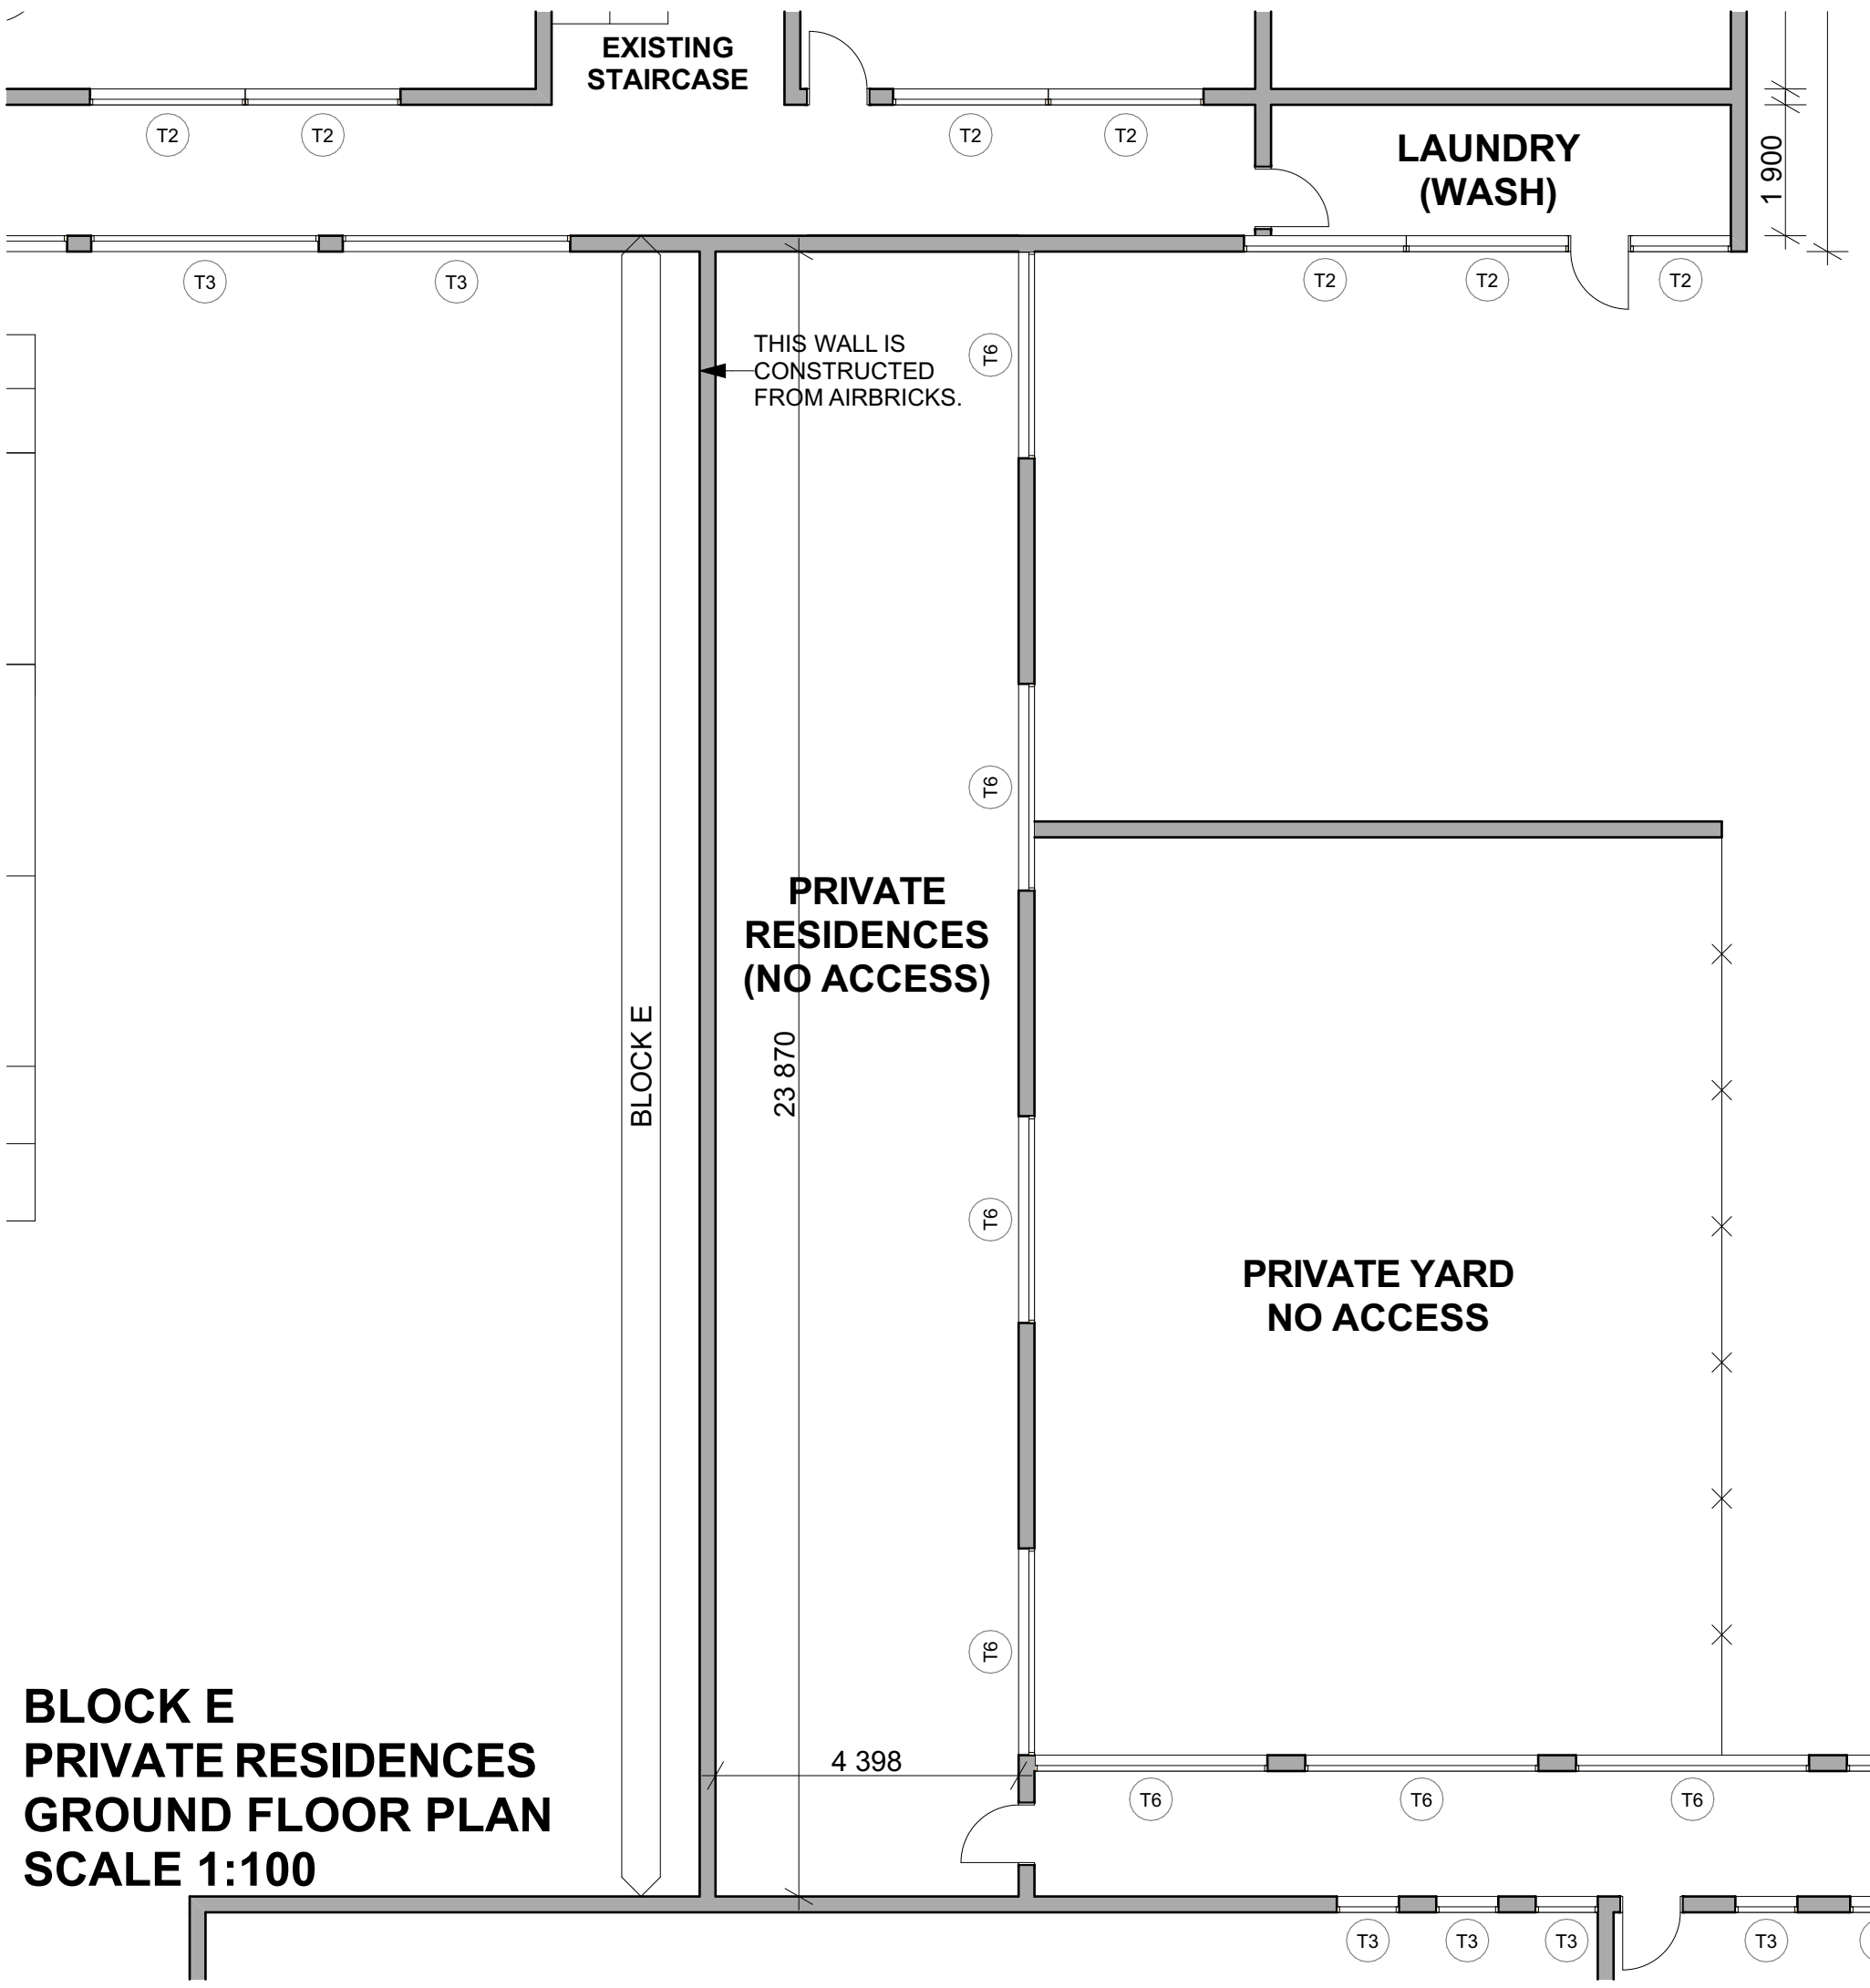 EXISTING
STAIRCASE
T2
T2
T2
T2
LAUNDRY
(WASH)
1 900
T3
T3
T2
T2
T2
THIS WALL IS
CONSTRUCTED
FROM AIRBRICKS.
T6
T6
PRIVATE
RESIDENCES
(NO ACCESS)
BLOCK E
23 870
T6
PRIVATE YARD
NO ACCESS
T6
BLOCK E
PRIVATE RESIDENCES
GROUND FLOOR PLAN
SCALE 1:100
4 398
T6
T6
T6
T3
T3
T3
T3